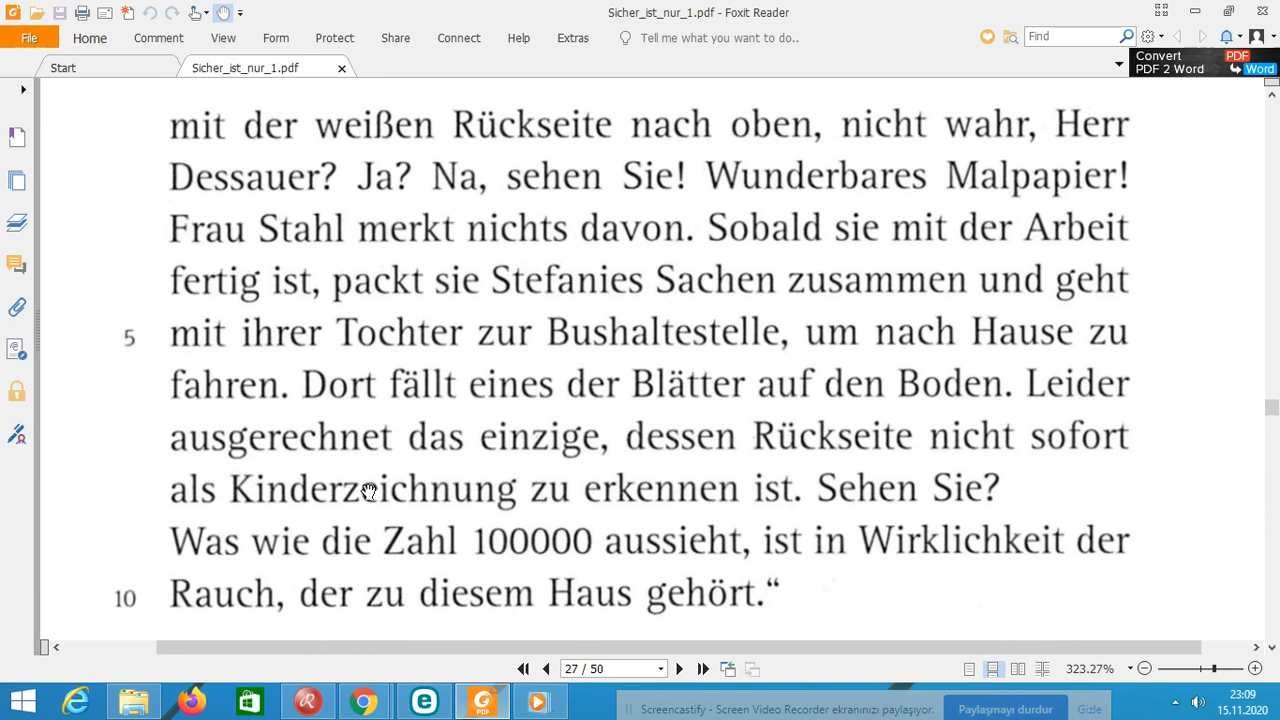 Sicher_ist_nur_1.pdf - Foxit Reader
File Home Comment View Form Protect Share Connect Help Extras Tell me what you want to do.. Find
Start Sicher_ist_nur_1.pdf
Convert PDF
PDF 2 Word Word
mit der weißen Rückseite nach oben, nicht wahr, Herr
Dessauer? Ja? Na, sehen Sie! Wunderbares Malpapier!
Frau Stahl merkt nichts davon. Sobald sie mit der Arbeit
fertig ist, packt sie Stefanies Sachen zusammen und geht
5 mit ihrer Tochter zur Bushaltestelle, um nach Hause zu
fahren. Dort fällt eines der Blätter auf den Boden. Leider
ausgerechnet das einzige, dessen Rückseite nicht sofort
als Kinderzeichnung zu erkennen ist. Sehen Sie?
Was wie die Zahl 100000 aussieht, ist in Wirklichkeit der
10 Rauch, der zu diesem Haus gehört.“
27 / 50 323.27%
Screencastify - Screen Video Recorder ekranınızı paylaşıyor. Paylaşmayı durdur Gizle
23:09
15.11.2020